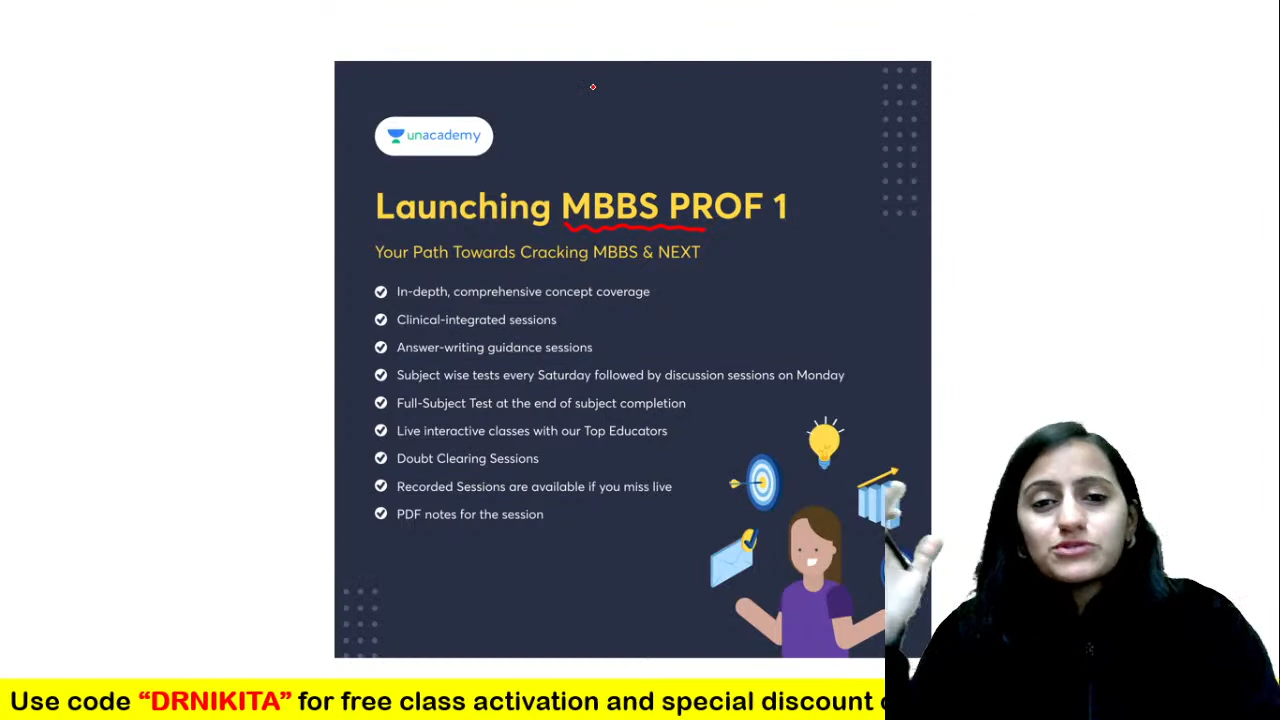 unacademy
Launching MBBS PROF 1
Your Path Towards Cracking MBBS & NEXT
In-depth, comprehensive concept coverage
Clinical-integrated sessions
Answer-writing guidance sessions
Subject wise tests every Saturday followed by discussion sessions on Monday
Full-Subject Test at the end of subject completion
Live interactive classes with our Top Educators
Doubt Clearing Sessions
Recorded Sessions are available if you miss live
PDF notes for the session
Use code “DRNIKITA” for free class activation and special discount